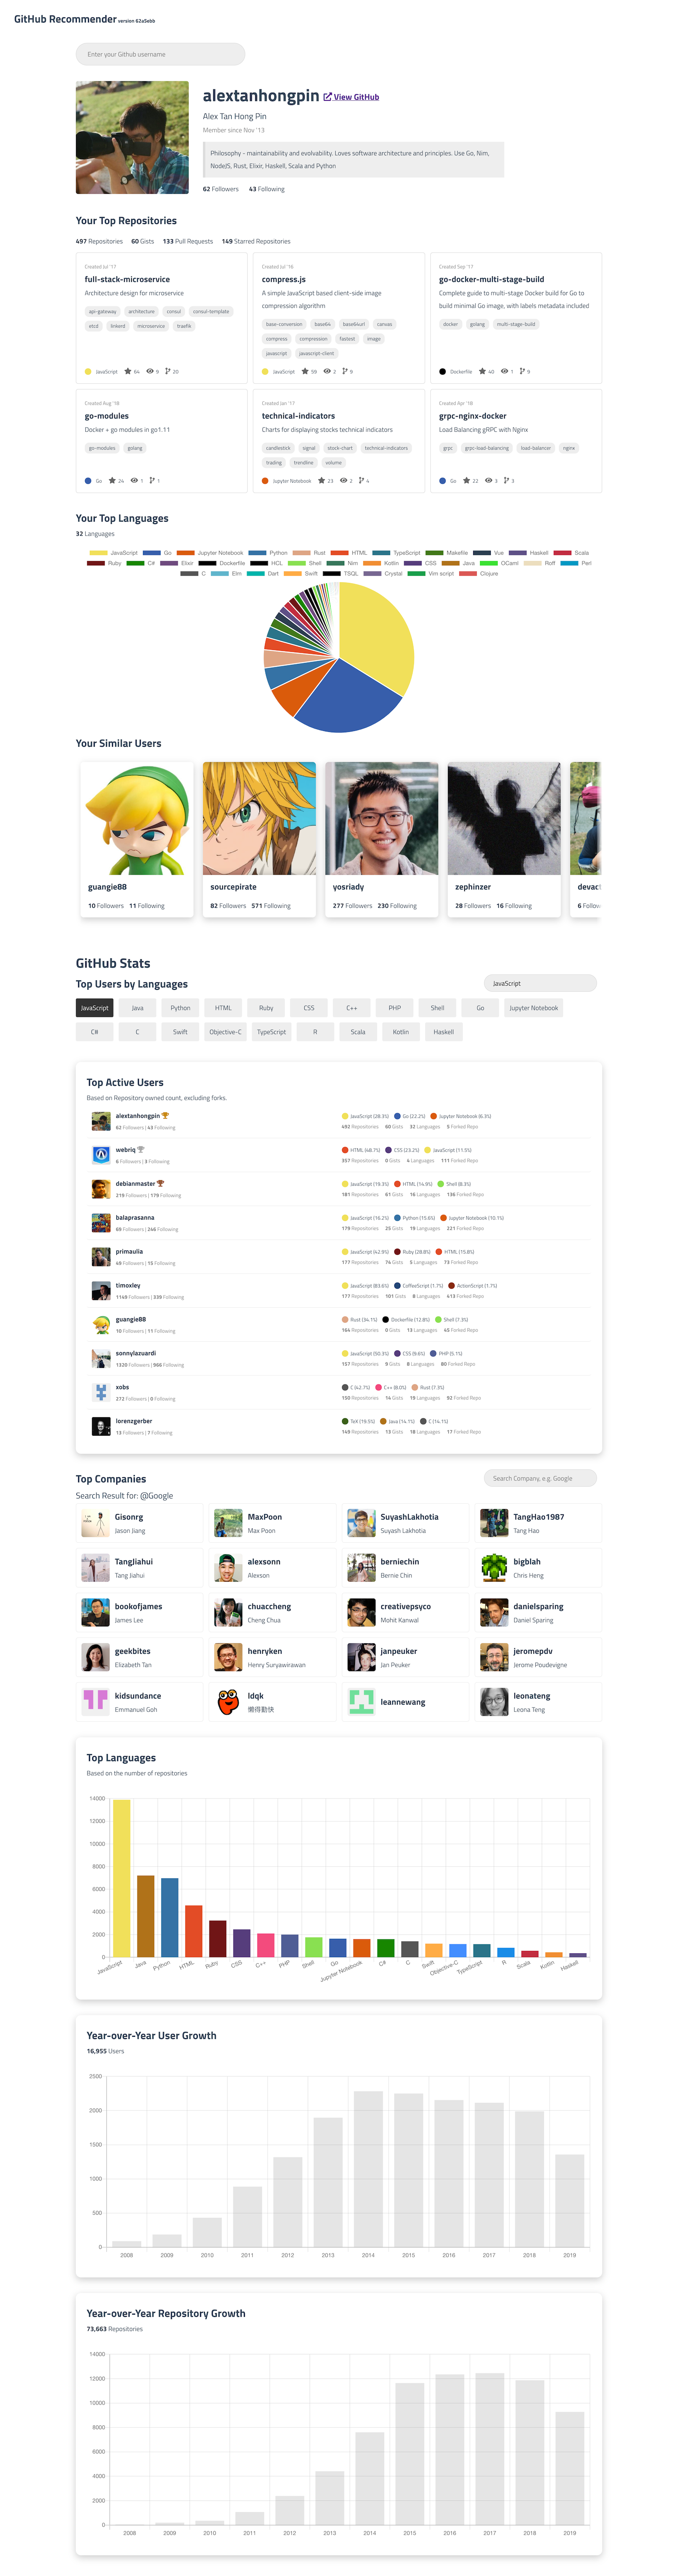 GitHub Recommender version 62a5ebb
Enter your Github username
alextanhongpin View GitHub
Alex Tan Hong Pin
Member since Nov '13
Philosophy - maintainability and evolvability. Loves software architecture and principles. Use Go, Nim,
NodeJS, Rust, Elixir, Haskell, Scala and Python
62 Followers 43 Following
Your Top Repositories
497 Repositories 60 Gists 133 Pull Requests 149 Starred Repositories
Created Jul '17
full-stack-microservice
Architecture design for microservice
api-gateway architecture consul consul-template
etcd linkerd microservice traefik
JavaScript 64 9 20
Created Jul '16
compress.js
A simple JavaScript based client-side image
compression algorithm
base-conversion base64 base64url canvas
compress compression fastest image
javascript javascript-client
JavaScript 59 2 9
Created Sep '17
go-docker-multi-stage-build
Complete guide to multi-stage Docker build for Go to
build minimal Go image, with labels metadata included
docker golang multi-stage-build
Dockerfile 40 1 9
Created Aug '18
go-modules
Docker + go modules in go1.11
go-modules golang
Go 24 1 1
Created Jan '17
technical-indicators
Charts for displaying stocks technical indicators
candlestick signal stock-chart technical-indicators
trading trendline volume
Jupyter Notebook 23 2 4
Created Apr '18
grpc-nginx-docker
Load Balancing gRPC with Nginx
grpc grpc-load-balancing load-balancer nginx
Go 22 3 3
Your Top Languages
32 Languages
JavaScript Go Jupyter Notebook Python Rust HTML TypeScript Makefile Vue Haskell Scala
Ruby C# Elixir Dockerfile HCL Shell Nim Kotlin CSS Java OCaml Roff Perl
C Elm Dart Swift TSQL Crystal Vim script Clojure
Your Similar Users
guangie88
10 Followers 11 Following
sourcepirate
82 Followers 571 Following
yosriady
277 Followers 230 Following
zephinzer
28 Followers 16 Following
devact
6 Follow
GitHub Stats
Top Users by Languages
JavaScript
JavaScript Java Python HTML Ruby CSS C++ PHP Shell Go Jupyter Notebook
C# C Swift Objective-C TypeScript R Scala Kotlin Haskell
Top Active Users
Based on Repository owned count, excluding forks.
alextanhongpin
62 Followers | 43 Following
JavaScript (28.3%) Go (22.2%) Jupyter Notebook (6.3%)
492 Repositories 60 Gists 32 Languages 5 Forked Repo
webriq
6 Followers | 3 Following
HTML (48.7%) CSS (23.2%) JavaScript (11.5%)
357 Repositories 0 Gists 4 Languages 111 Forked Repo
debianmaster
219 Followers | 179 Following
JavaScript (19.3%) HTML (14.9%) Shell (8.3%)
181 Repositories 61 Gists 16 Languages 136 Forked Repo
balaprasanna
69 Followers | 246 Following
JavaScript (16.2%) Python (15.6%) Jupyter Notebook (10.1%)
179 Repositories 25 Gists 19 Languages 221 Forked Repo
primaulia
49 Followers | 15 Following
JavaScript (42.9%) Ruby (28.8%) HTML (15.8%)
177 Repositories 74 Gists 5 Languages 73 Forked Repo
timoxley
1149 Followers | 339 Following
JavaScript (83.6%) CoffeeScript (1.7%) ActionScript (1.7%)
177 Repositories 101 Gists 8 Languages 413 Forked Repo
guangie88
10 Followers | 11 Following
Rust (34.1%) Dockerfile (12.8%) Shell (7.3%)
164 Repositories 0 Gists 13 Languages 45 Forked Repo
sonnylazuardi
1320 Followers | 966 Following
JavaScript (50.3%) CSS (9.6%) PHP (5.1%)
157 Repositories 9 Gists 8 Languages 80 Forked Repo
xobs
272 Followers | 0 Following
C (42.7%) C++ (8.0%) Rust (7.3%)
150 Repositories 14 Gists 19 Languages 92 Forked Repo
lorenzgerber
13 Followers | 7 Following
TeX (19.5%) Java (14.1%) C (14.1%)
149 Repositories 13 Gists 18 Languages 17 Forked Repo
Top Companies
Search Company, e.g. Google
Search Result for: @Google
Gisonrg
Jason Jiang
MaxPoon
Max Poon
SuyashLakhotia
Suyash Lakhotia
TangHao1987
Tang Hao
TangJiahui
Tang Jiahui
alexsonn
Alexson
berniechin
Bernie Chin
bigblah
Chris Heng
bookofjames
James Lee
chuaccheng
Cheng Chua
creativepsyco
Mohit Kanwal
danielsparing
Daniel Sparing
geekbites
Elizabeth Tan
henryken
Henry Suryawirawan
janpeuker
Jan Peuker
jeromepdv
Jerome Poudevigne
kidsundance
Emmanuel Goh
ldqk
懒得勤快
leannewang
leonateng
Leona Teng
Top Languages
Based on the number of repositories
14000
12000
10000
8000
6000
4000
2000
0
JavaScript Java Python HTML Ruby CSS C++ PHP Shell Go Jupyter Notebook C# C Swift Objective-C TypeScript R Scala Kotlin Haskell
Year-over-Year User Growth
16,955 Users
2500
2000
1500
1000
500
0
2008 2009 2010 2011 2012 2013 2014 2015 2016 2017 2018 2019
Year-over-Year Repository Growth
73,663 Repositories
14000
12000
10000
8000
6000
4000
2000
0
2008 2009 2010 2011 2012 2013 2014 2015 2016 2017 2018 2019